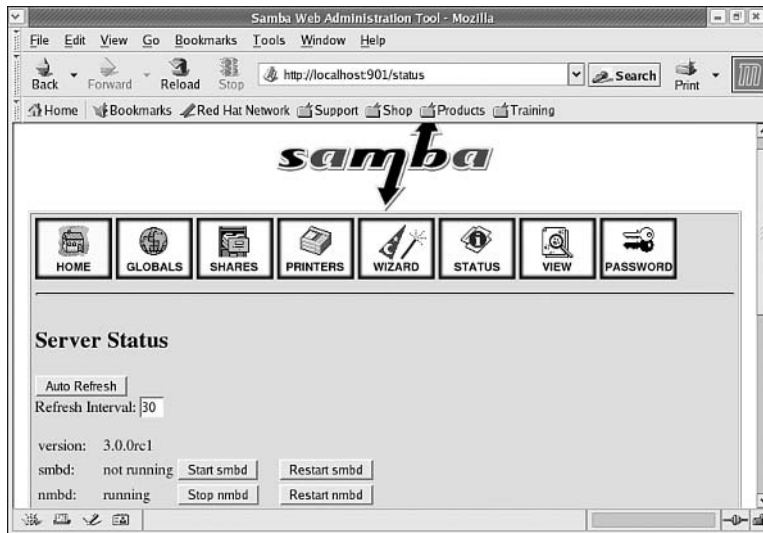 Samba Web Administration Tool - Mozilla
File Edit View Go Bookmarks Tools Window Help
Back Forward Reload Stop http://localhost:901/status Search Print
Home Bookmarks Red Hat Network Support Shop Products Training
samba
HOME GLOBALS SHARES PRINTERS WIZARD STATUS VIEW PASSWORD
Server Status
Auto Refresh
Refresh Interval: 30
version: 3.0.0rc1
smbd: not running Start smbd Restart smbd
nmbd: running Stop nmbd Restart nmbd